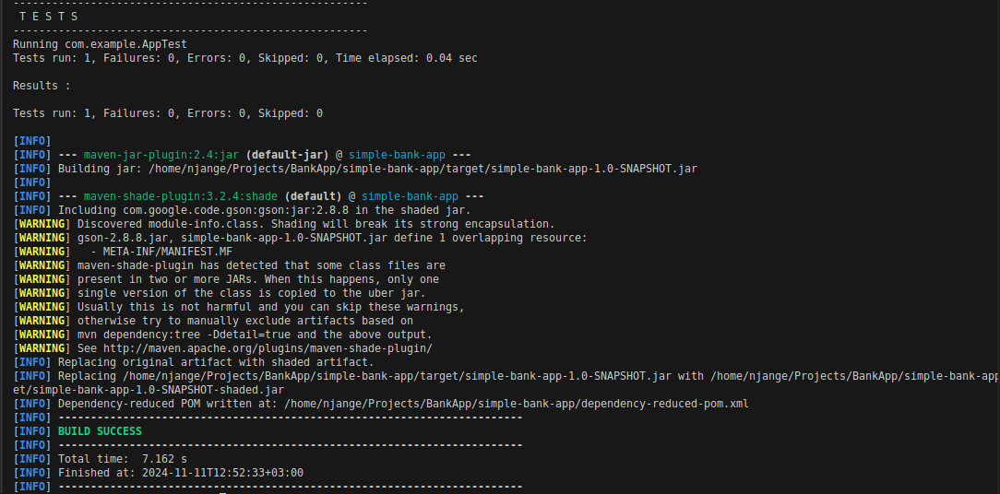 -------------------------------------------------------
T E S T S
-------------------------------------------------------
Running com.example.AppTest
Tests run: 1, Failures: 0, Errors: 0, Skipped: 0, Time elapsed: 0.04 sec
Results :
Tests run: 1, Failures: 0, Errors: 0, Skipped: 0
[INFO]
[INFO] --- maven-jar-plugin:2.4:jar (default-jar) @ simple-bank-app ---
[INFO] Building jar: /home/njange/Projects/BankApp/simple-bank-app/target/simple-bank-app-1.0-SNAPSHOT.jar
[INFO]
[INFO] --- maven-shade-plugin:3.2.4:shade (default) @ simple-bank-app ---
[INFO] Including com.google.code.gson:gson:jar:2.8.8 in the shaded jar.
[WARNING] Discovered module-info.class. Shading will break its strong encapsulation.
[WARNING] gson-2.8.8.jar, simple-bank-app-1.0-SNAPSHOT.jar define 1 overlapping resource:
[WARNING]   - META-INF/MANIFEST.MF
[WARNING] maven-shade-plugin has detected that some class files are
[WARNING] present in two or more JARs. When this happens, only one
[WARNING] single version of the class is copied to the uber jar.
[WARNING] Usually this is not harmful and you can skip these warnings,
[WARNING] otherwise try to manually exclude artifacts based on
[WARNING] mvn dependency:tree -Ddetail=true and the above output.
[WARNING] See http://maven.apache.org/plugins/maven-shade-plugin/
[INFO] Replacing original artifact with shaded artifact.
[INFO] Replacing /home/njange/Projects/BankApp/simple-bank-app/target/simple-bank-app-1.0-SNAPSHOT.jar with /home/njange/Projects/BankApp/simple-bank-app
et/simple-bank-app-1.0-SNAPSHOT-shaded.jar
[INFO] Dependency-reduced POM written at: /home/njange/Projects/BankApp/simple-bank-app/dependency-reduced-pom.xml
[INFO] ------------------------------------------------------------------------
[INFO] BUILD SUCCESS
[INFO] ------------------------------------------------------------------------
[INFO] Total time:  7.162 s
[INFO] Finished at: 2024-11-11T12:52:33+03:00
[INFO] ------------------------------------------------------------------------